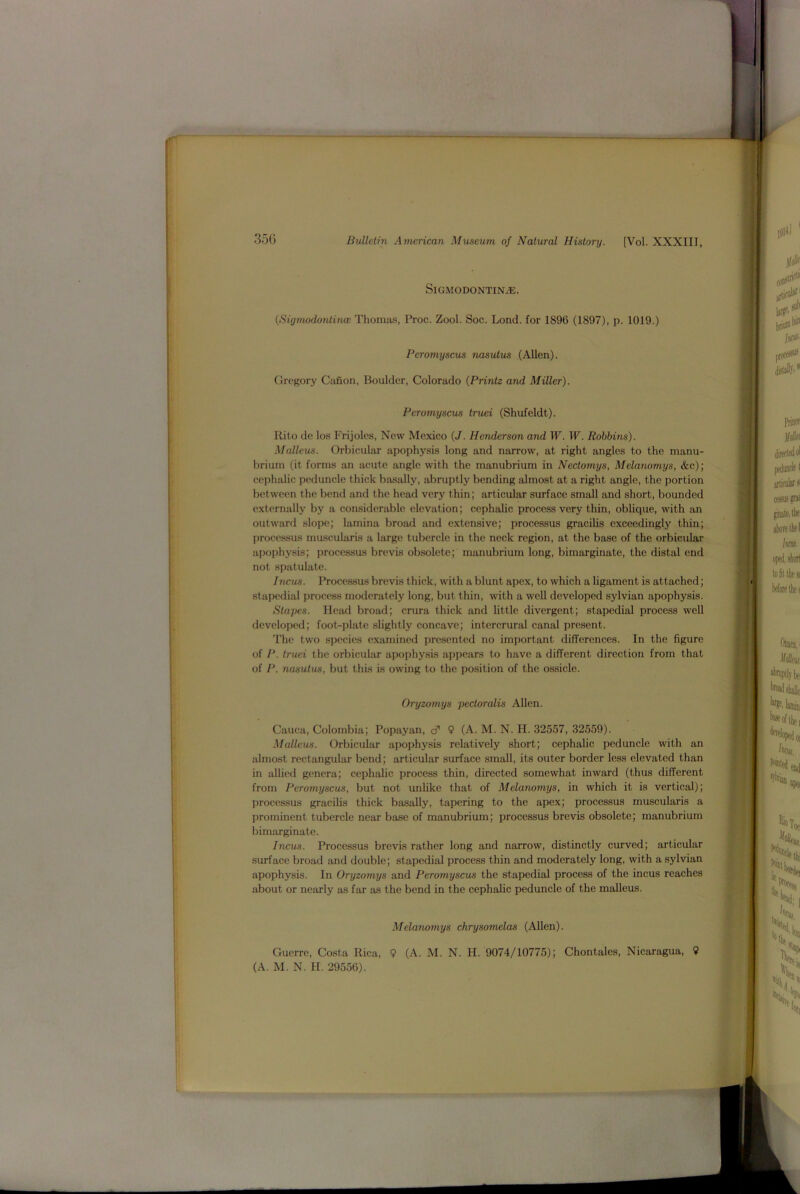 356 Bulletin American Museum of Natural History. [Vol. XXXIII,
SIGMODONTINÆ.
(Sigmodontinæ Thomas, Proc. Zool. Soc. Lond. for 1896 (1897), p. 1019.)
Peromyscus nasutus (Allen).
Gregory Cañon, Boulder, Colorado (Printz and Miller).
Peromyscus truei (Shufeldt).
Rito de los Frijoles, New Mexico (J. Henderson and W. W. Robbins).
Malleus. Orbicular apophysis long and narrow, at right angles to the manu-
brium (it forms an acute angle with the manubrium in Nectomys, Melanomys, &c);
cephalic peduncle thick basally, abruptly bending almost at a right angle, the portion
between the bend and the head very thin; articular surface small and short, bounded
externally by a considerable elevation; cephalic process very thin, oblique, with an
outward slope; lamina broad and extensive; processus gracilis exceedingly thin;
processus muscularis a large tubercle in the neck region, at the base of the orbicular
apophysis; processus brevis obsolete; manubrium long, bimarginate, the distal end
not spatulate.
Incus. Processus brevis thick, with a blunt apex, to which a ligament is attached;
stapedial process moderately long, but thin, with a well developed sylvian apophysis.
Stapes. Head broad; crura thick and little divergent; stapedial process well
developed; foot-plate slightly concave; intercrural canal present.
The two species examined presented no important differences. In the figure
of P. truei the orbicular apophysis appears to have a different direction from that
of P. nasutus, but this is owing to the position of the ossicle.
Oryzomys pectoralis Allen.
Cauca, Colombia; Popayan, ♂ ♀ (A. M. N. H. 32557, 32559).
Malleus. Orbicular apophysis relatively short; cephalic peduncle with an
almost rectangular bend; articular surface small, its outer border less elevated than
in allied genera; cephalic process thin, directed somewhat inward (thus different
from Peromyscus, but not unlike that of Melanomys, in which it is vertical);
processus gracilis thick basally, tapering to the apex; processus muscularis a
prominent tubercle near base of manubrium; processus brevis obsolete; manubrium
bimarginate.
Incus. Processus brevis rather long and narrow, distinctly curved; articular
surface broad and double; stapedial process thin and moderately long, with a sylvian
apophysis. In Oryzomys and Peromyscus the stapedial process of the incus reaches
about or nearly as far as the bend in the cephalic peduncle of the malleus.
Melanomys chrysomelas (Allen).
Guerre, Costa Rica, ♀ (A. M. N. H. 9074/10775); Chontales, Nicaragua, ♀
(A. M. N. H. 29556).